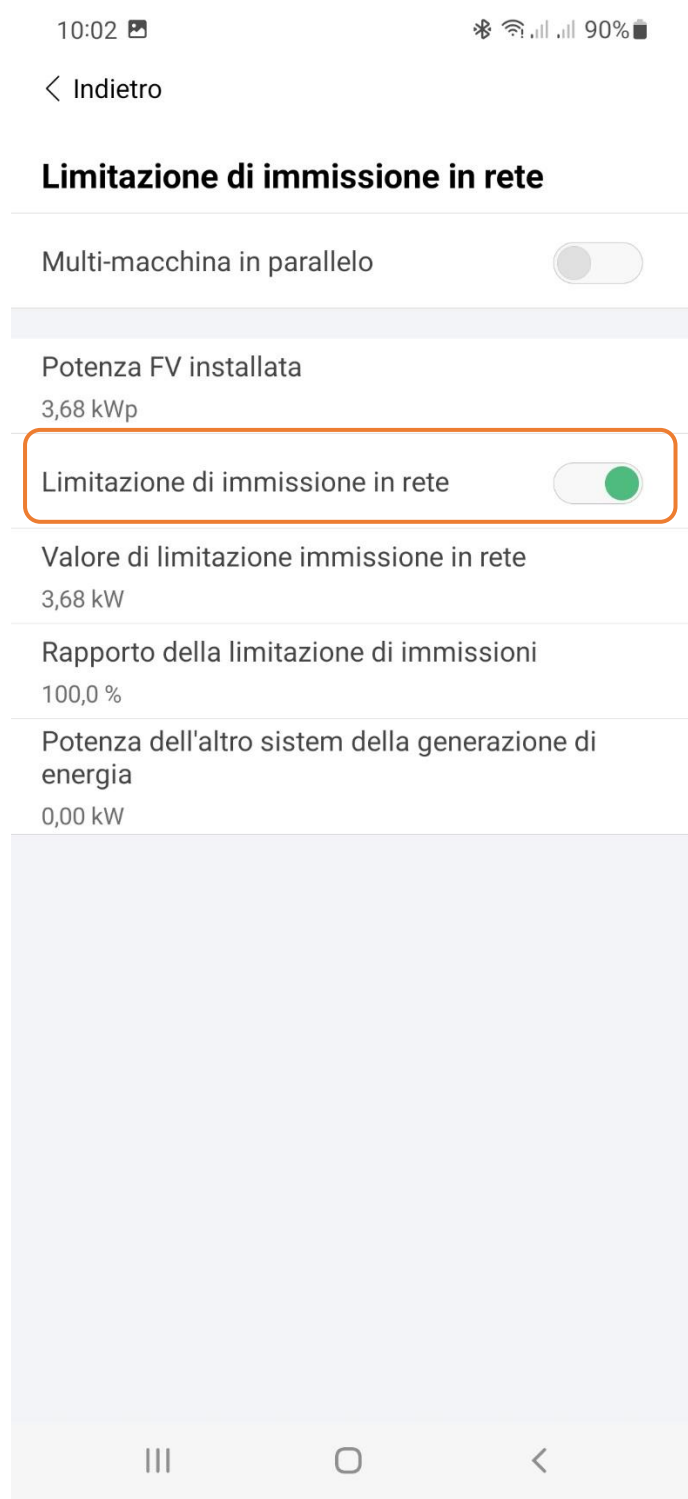 10:02
90%
Indietro
Limitazione di immissione in rete
Multi-macchina in parallelo
Potenza FV installata
3,68 kWp
Limitazione di immissione in rete
Valore di limitazione immissione in rete
3,68 kW
Rapporto della limitazione di immissioni
100,0 %
Potenza dell'altro sistem della generazione di
energia
0,00 kW